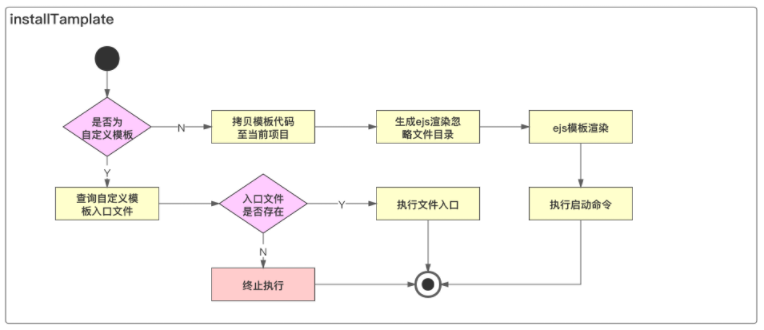 installTamplate
是否为
自定义模板
N
拷贝模板代码
至当前项目
生成ejs渲染忽
略文件目录
ejs模板渲染
Y
查询自定义模
板入口文件
入口文件
是否存在
Y
执行文件入口
执行启动命令
N
终止执行